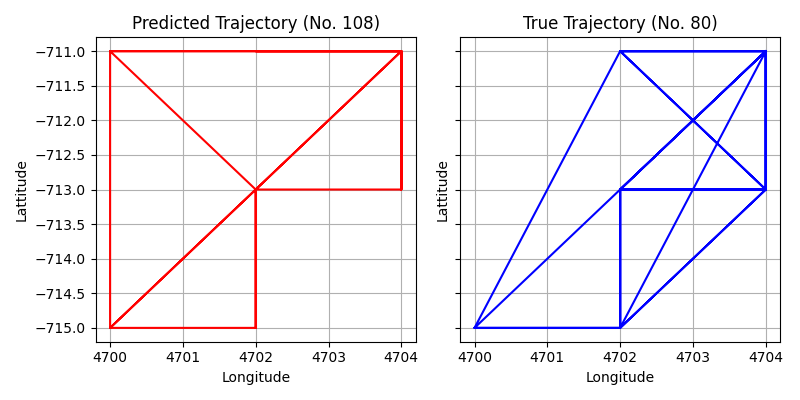 Predicted Trajectory (No. 108)
True Trajectory (No. 80)
−711.0
−711.5
−712.0
−712.5
−713.0
−713.5
−714.0
−714.5
−715.0
Lattitude
Lattitude
4700 4701 4702 4703 4704
4700 4701 4702 4703 4704
Longitude
Longitude